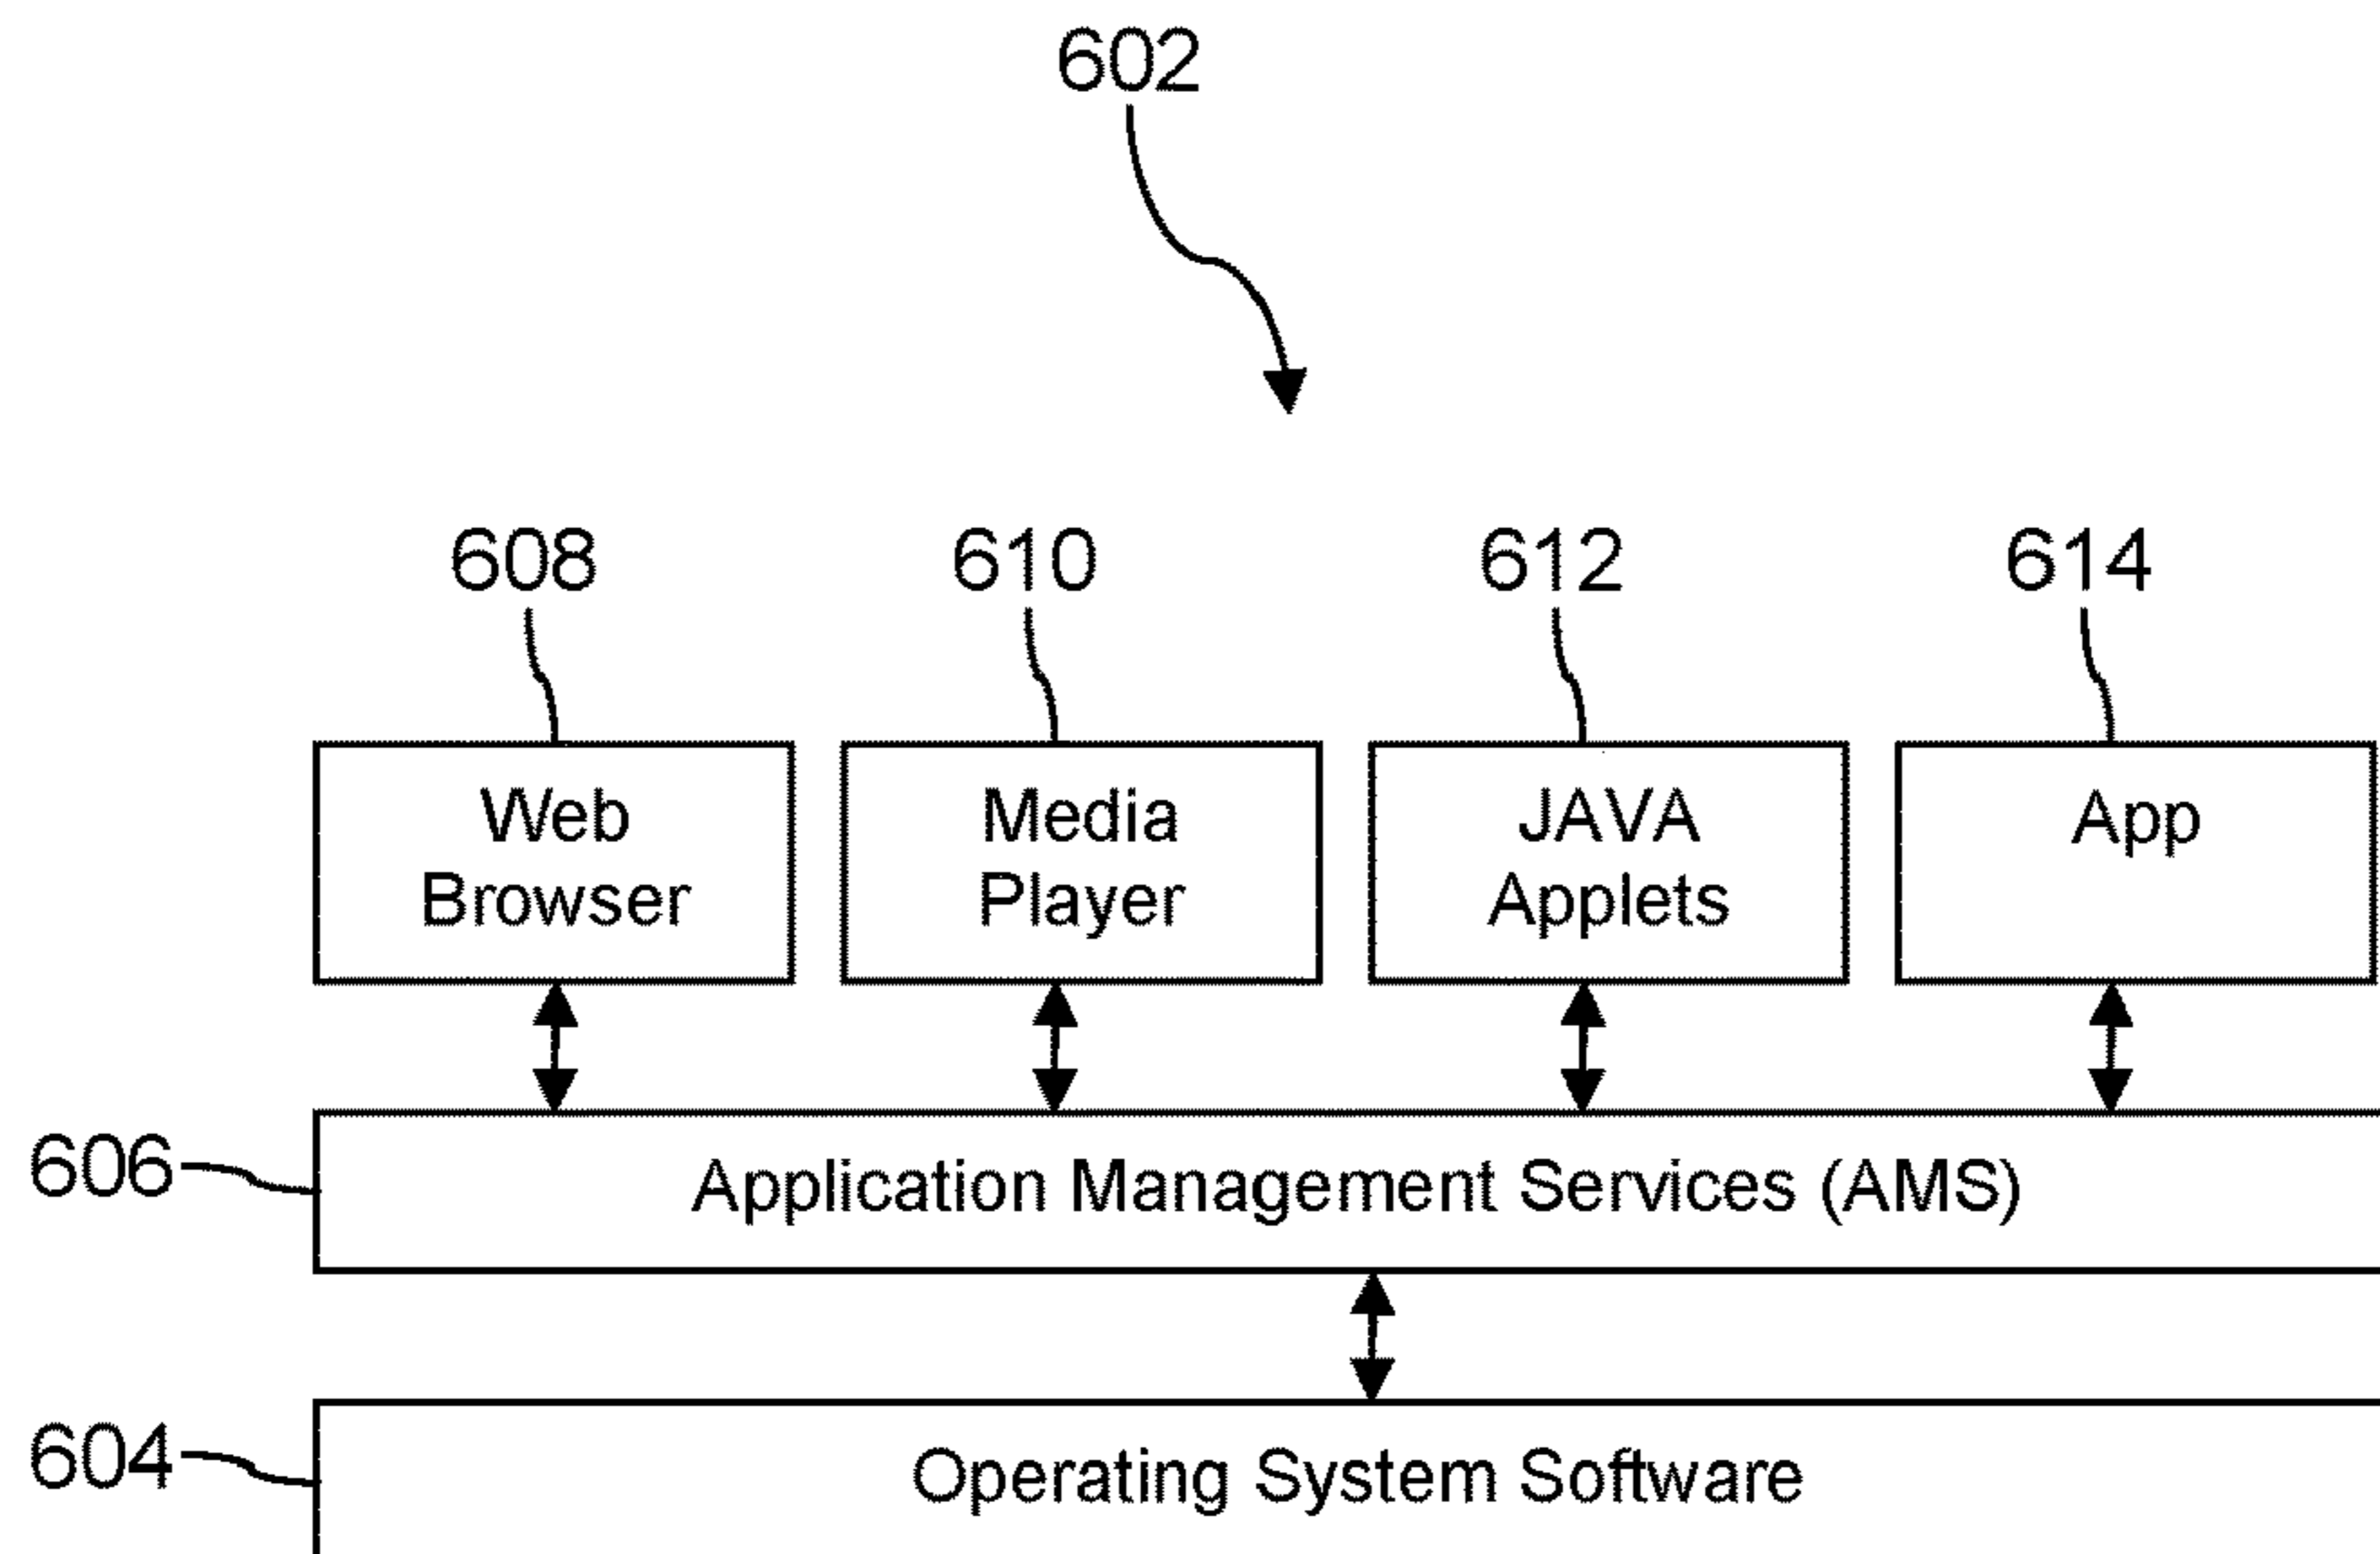 602
608
610
612
614
Web
Browser
Media
Player
JAVA
Applets
App
606
Application Management Services (AMS)
604
Operating System Software